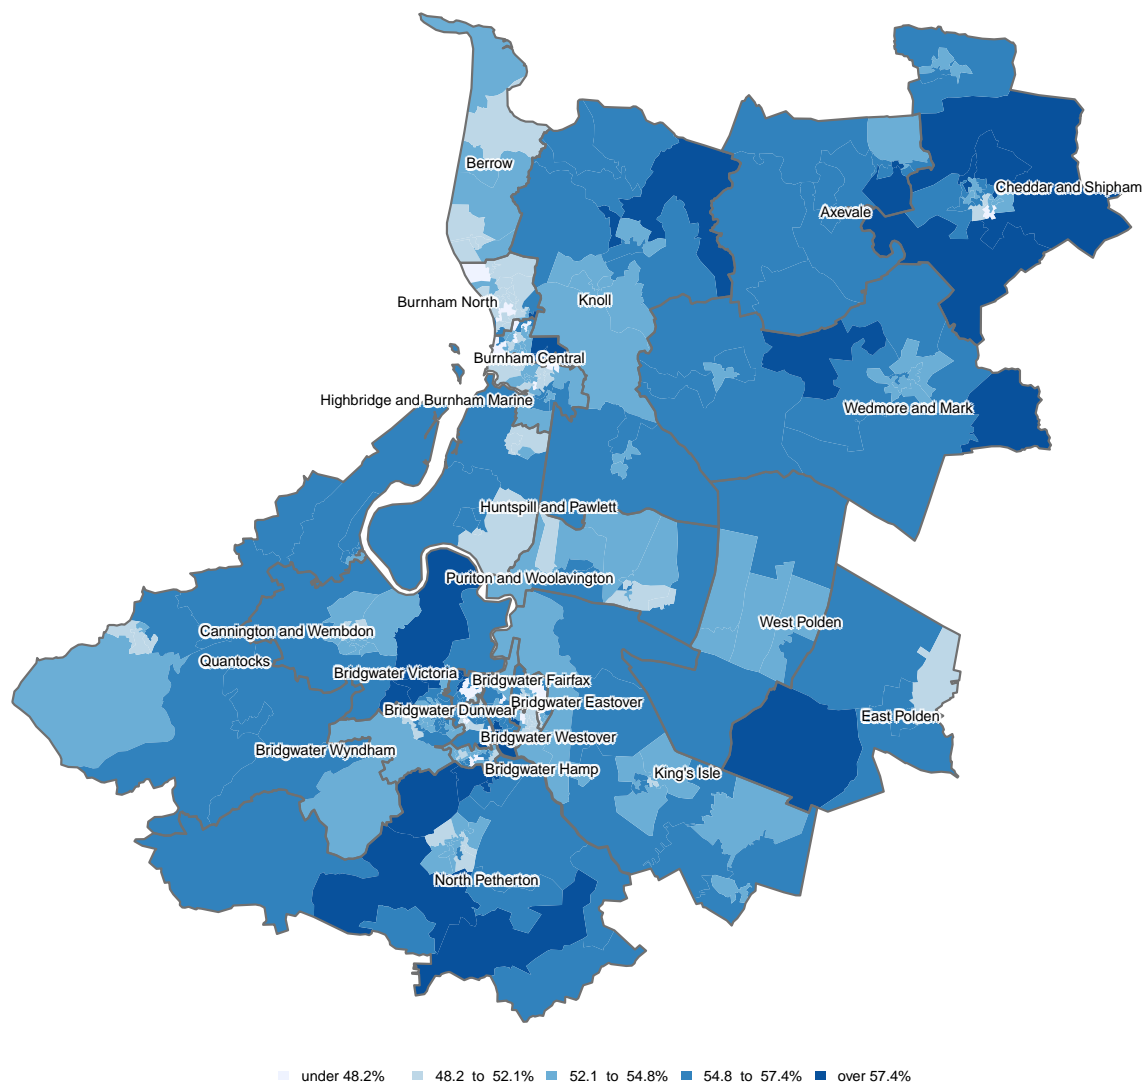 Berrow
Cheddar and Shipham
Axevale
Burnham North
Knoll
Burnham Central
Highbridge and Burnham Marine
Wedmore and Mark
Huntspill and Pawlett
Puriton and Woolavington
West Polden
Cannington and Wembdon
Quantocks
Bridgwater Victoria
Bridgwater Fairfax
Bridgwater Eastover
Bridgwater Dunwear
East Polden
Bridgwater Westover
Bridgwater Wyndham
Bridgwater Hamp
King's Isle
North Petherton
under 48.2% 48.2 to 52.1% 52.1 to 54.8% 54.8 to 57.4% over 57.4%